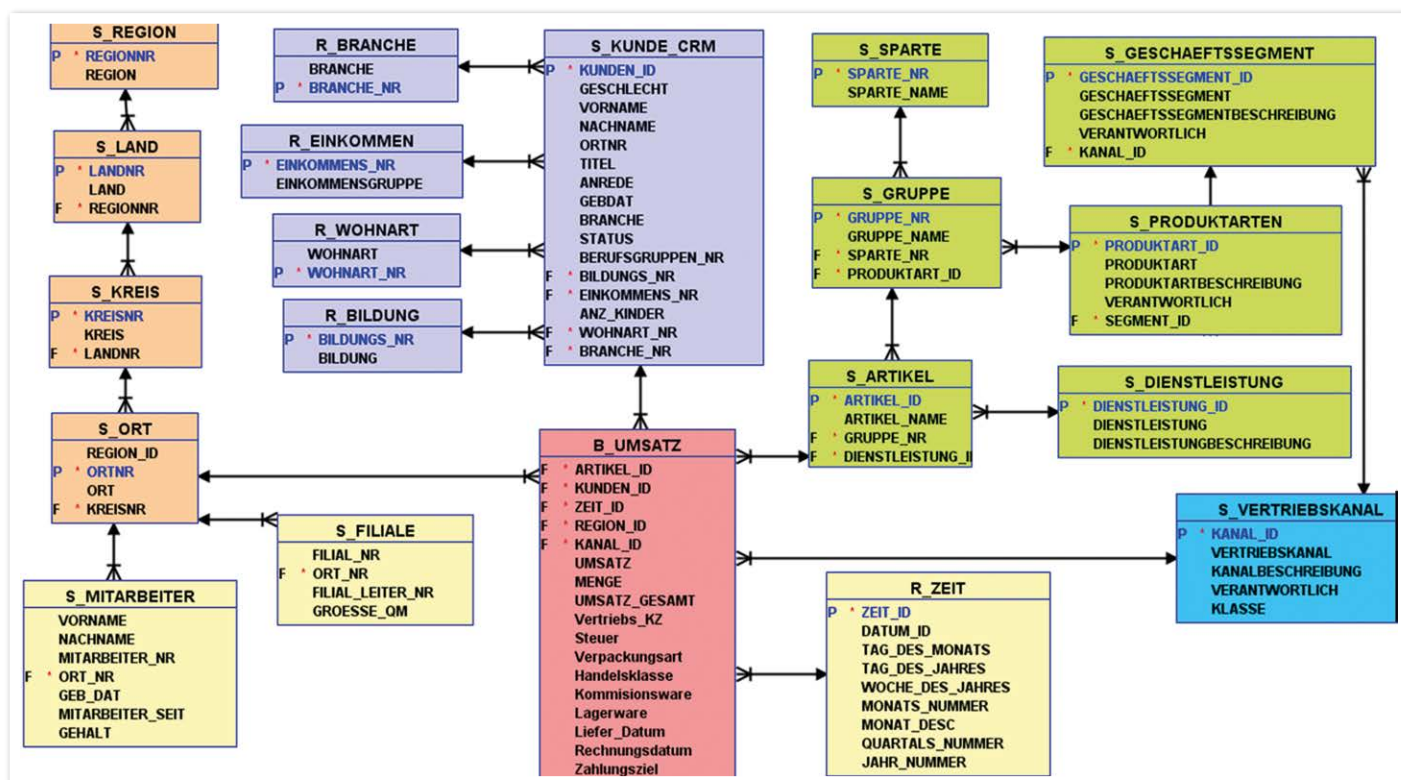 S_REGION
P * REGIONNR
REGION
S_LAND
P * LANDNR
LAND
F * REGIONNR
S_KREIS
P * KREISNR
KREIS
F * LANDNR
S_ORT
REGION_ID
P * ORTNR
ORT
F * KREISNR
S_MITARBEITER
VORNAME
NACHNAME
MITARBEITER_NR
F * ORT_NR
GEB_DAT
MITARBEITER_SEIT
GEHALT
S_FILIALE
FILIAL_NR
F * ORT_NR
FILIAL_LEITER_NR
GROESSE_QM
R_BRANCHE
BRANCHE
P * BRANCHE_NR
R_EINKOMMEN
P * EINKOMMENS_NR
EINKOMMENSGRUPPE
R_WOHNART
WOHNART
P * WOHNART_NR
R_BILDUNG
P * BILDUNGS_NR
BILDUNG
S_KUNDE_CRM
P * KUNDEN_ID
GESCHLECHT
VORNAME
NACHNAME
ORTNR
TITEL
ANREDE
GEBDAT
BRANCHE
STATUS
BERUFSGRUPPEN_NR
F * BILDUNGS_NR
F * EINKOMMENS_NR
ANZ_KINDER
F * WOHNART_NR
F * BRANCHE_NR
B_UMSATZ
F * ARTIKEL_ID
F * KUNDEN_ID
F * ZEIT_ID
F * REGION_ID
F * KANAL_ID
UMSATZ
MENGE
UMSATZ_GESAMT
Vertriebs_KZ
Steuer
Verpackungsart
Handelsklasse
Kommisionsware
Lagerware
Liefer_Datum
Rechnungsdatum
Zahlungsziel
S_SPARTE
P * SPARTE_NR
SPARTE_NAME
S_GRUPPE
P * GRUPPE_NR
GRUPPE_NAME
F * SPARTE_NR
F * PRODUKTART_ID
S_ARTIKEL
P * ARTIKEL_ID
ARTIKEL_NAME
F * GRUPPE_NR
F * DIENSTLEISTUNG_I
S_GESCHAEFTSSEGMENT
P * GESCHAEFTSSEGMENT_ID
GESCHAEFTSSEGMENT
GESCHAEFTSSEGMENTBESCHREIBUNG
VERANTWORTLICH
F * KANAL_ID
S_PRODUKTARTEN
P * PRODUKTART_ID
PRODUKTART
PRODUKTARTBESCHREIBUNG
VERANTWORTLICH
F * SEGMENT_ID
S_DIENSTLEISTUNG
P * DIENSTLEISTUNG_ID
DIENSTLEISTUNG
DIENSTLEISTUNGBESCHREIBUNG
S_VERTRIEBSKANAL
P * KANAL_ID
VERTRIEBSKANAL
KANALBESCHREIBUNG
VERANTWORTLICH
KLASSE
R_ZEIT
P * ZEIT_ID
DATUM_ID
TAG_DES_MONATS
TAG_DES_JAHRES
WOCHE_DES_JAHRES
MONATS_NUMMER
MONAT_DESC
QUARTALS_NUMMER
JAHR_NUMMER